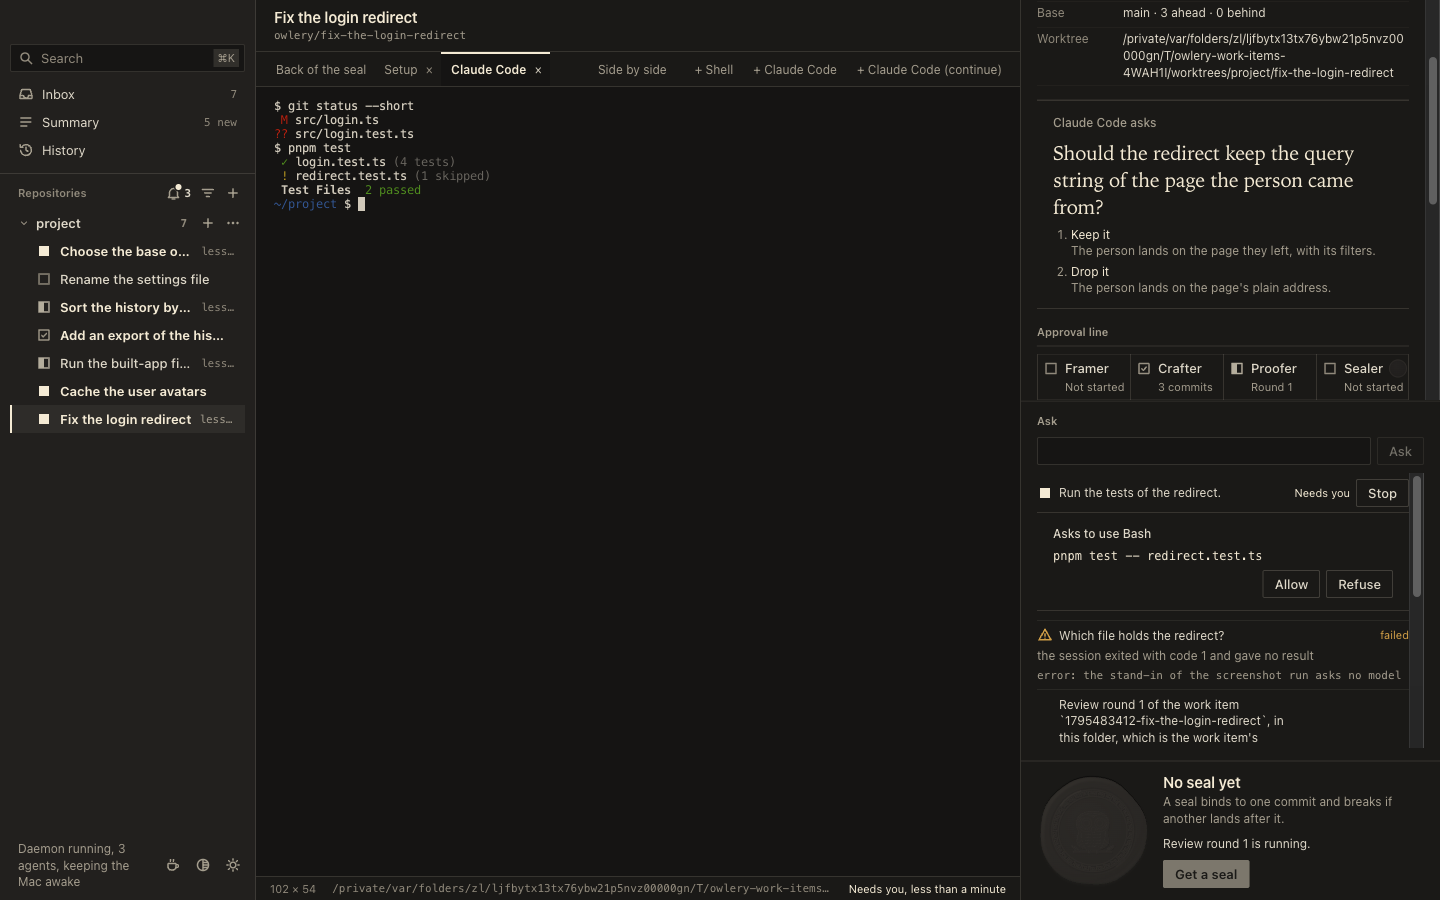 Search ⌘K
Inbox 7
Summary 5 new
History
Repositories 3
project 7
Choose the base o... less…
Rename the settings file
Sort the history by... less…
Add an export of the his...
Run the built-app fi... less…
Cache the user avatars
Fix the login redirect less…
Daemon running, 3
agents, keeping the
Mac awake
Fix the login redirect
owlery/fix-the-login-redirect
Back of the seal Setup × Claude Code × Side by side + Shell + Claude Code + Claude Code (continue)
$ git status --short
M src/login.ts
?? src/login.test.ts
$ pnpm test
✓ login.test.ts (4 tests)
! redirect.test.ts (1 skipped)
Test Files 2 passed
~/project $
102 × 54 /private/var/folders/zl/ljfbytx13tx76ybw21p5nvz00000gn/T/owlery-work-items… Needs you, less than a minute
Base main · 3 ahead · 0 behind
Worktree /private/var/folders/zl/ljfbytx13tx76ybw21p5nvz00
000gn/T/owlery-work-items-
4WAH1I/worktrees/project/fix-the-login-redirect
Claude Code asks
Should the redirect keep the query
string of the page the person came
from?
1. Keep it
The person lands on the page they left, with its filters.
2. Drop it
The person lands on the page's plain address.
Approval line
Framer Crafter Proofer Sealer
Not started 3 commits Round 1 Not started
Ask
Ask
Run the tests of the redirect. Needs you Stop
Asks to use Bash
pnpm test -- redirect.test.ts
Allow Refuse
Which file holds the redirect? failed
the session exited with code 1 and gave no result
error: the stand-in of the screenshot run asks no model
Review round 1 of the work item
`1795483412-fix-the-login-redirect`, in
this folder, which is the work item's
No seal yet
A seal binds to one commit and breaks if
another lands after it.
Review round 1 is running.
Get a seal